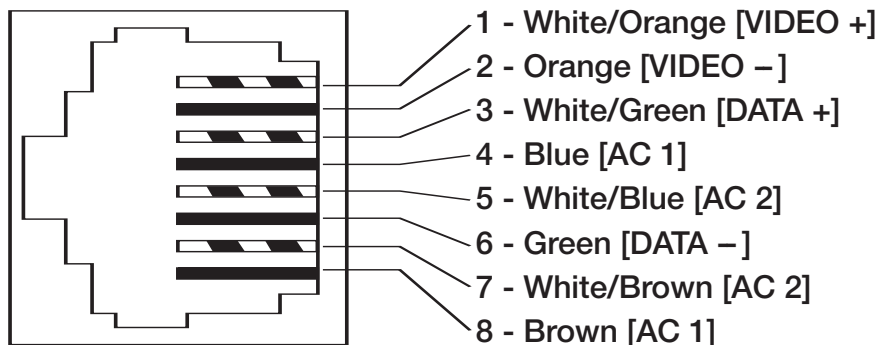 1 - White/Orange [VIDEO +]
2 - Orange [VIDEO −]
3 - White/Green [DATA +]
4 - Blue [AC 1]
5 - White/Blue [AC 2]
6 - Green [DATA −]
7 - White/Brown [AC 2]
8 - Brown [AC 1]